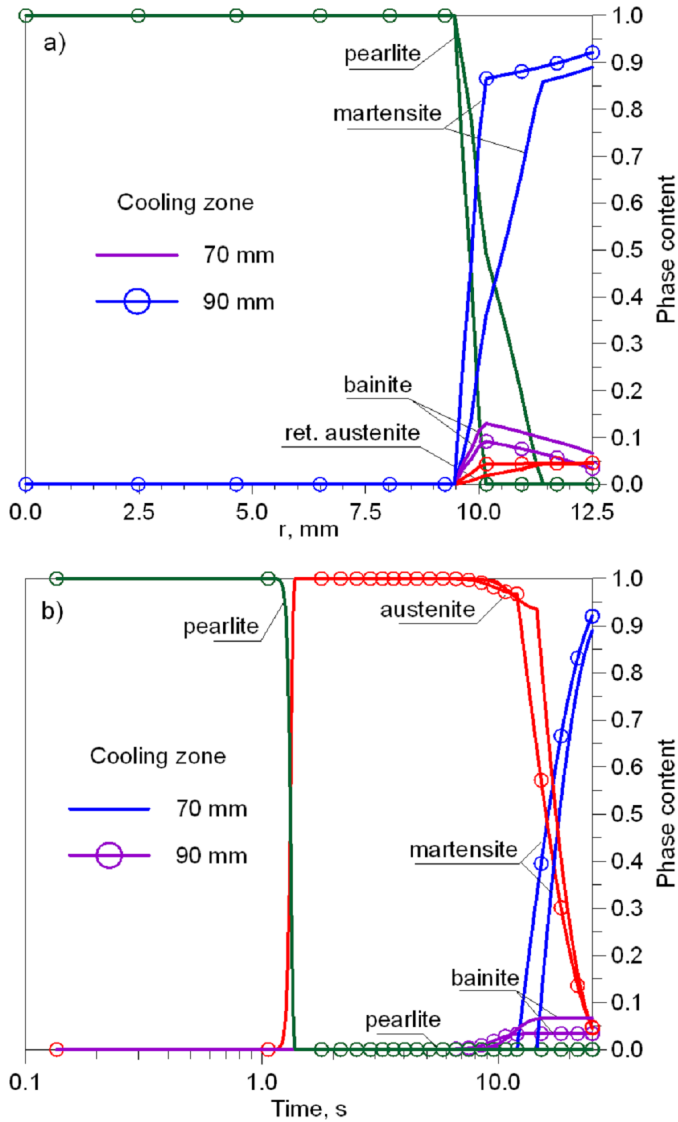 a)
pearlite
martensite
Cooling zone
70 mm
90 mm
bainite
ret. austenite
1.0
0.9
0.8
0.7
0.6
0.5
0.4
0.3
0.2
0.1
0.0
Phase content
0.0 2.5 5.0 7.5 10.0 12.5
r, mm
b)
pearlite
austenite
Cooling zone
70 mm
90 mm
martensite
bainite
pearlite
1.0
0.9
0.8
0.7
0.6
0.5
0.4
0.3
0.2
0.1
0.0
Phase content
0.1 1.0 10.0
Time, s